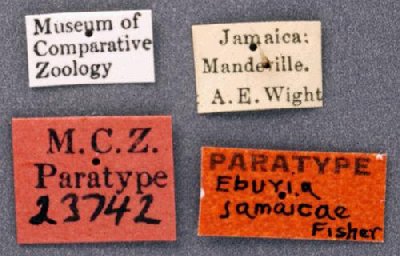 Museum of
Comparative
Zoology
Jamaica:
Mandeville.
A.E. Wight
M.C.Z.
Paratype
23742
PARATYPE
Eburia
jamaicae
Fisher